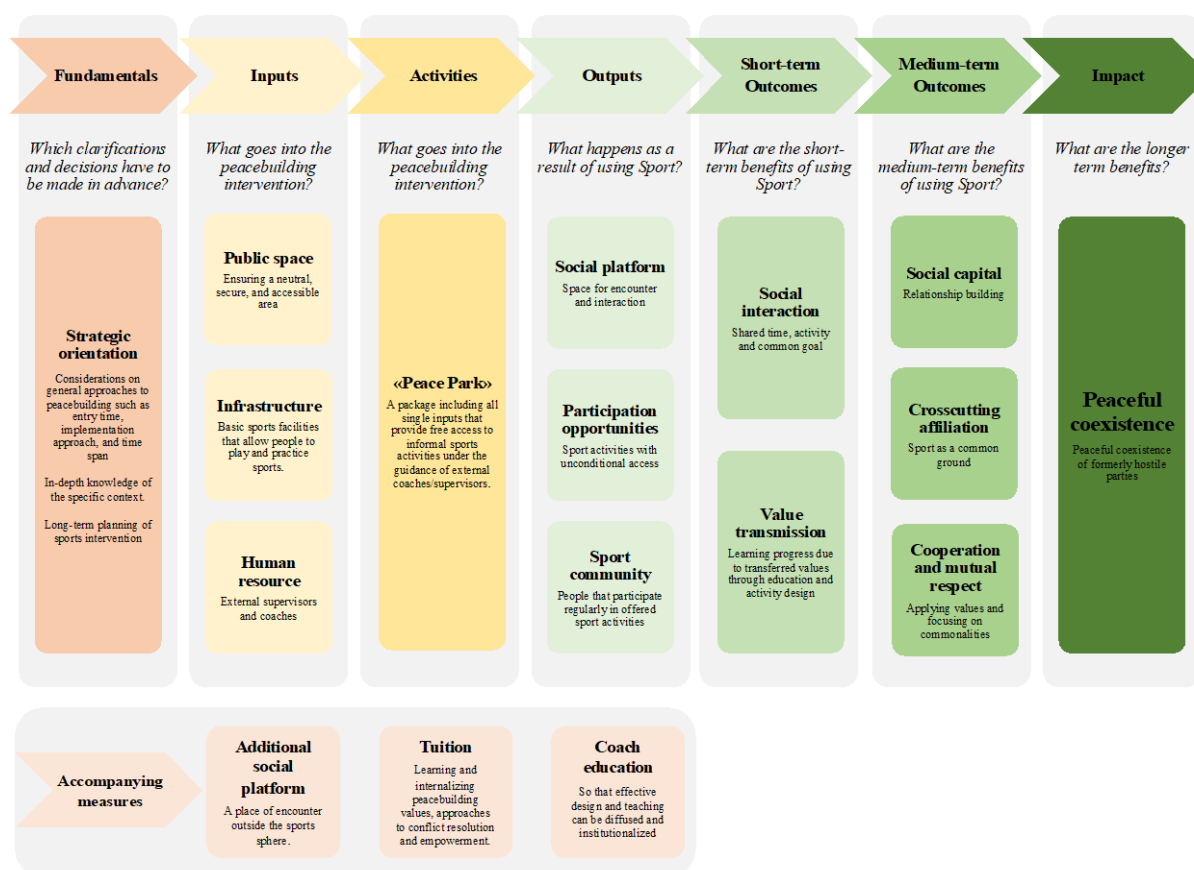 Fundamentals
Inputs
Activities
Outputs
Short-term
Outcomes
Medium-term
Outcomes
Impact
Which clarifications
and decisions have to
be made in advance?
What goes into the
peacebuilding
intervention?
What goes into the
peacebuilding
intervention?
What happens as a
result of using Sport?
What are the short-
term benefits of using
Sport?
What are the
medium-term benefits
of using Sport?
What are the longer
term benefits?
Strategic
orientation
Considerations on
general approaches to
peacebuilding such as
entry time,
implementation
approach, and time
span
In-depth knowledge of
the specific context.
Long-term planning of
sports intervention
Public space
Ensuring a neutral,
secure, and accessible
area
Infrastructure
Basic sports facilities
that allow people to
play and practice
sports.
Human
resource
External supervisors
and coaches
«Peace Park»
A package including all
single inputs that
provide free access to
informal sports
activities under the
guidance of external
coaches/supervisors.
Social platform
Space for encounter
and interaction
Participation
opportunities
Sport activities with
unconditional access
Sport
community
People that participate
regularly in offered
sport activities
Social
interaction
Shared time, activity
and common goal
Value
transmission
Learning progress due
to transferred values
through education and
activity design
Social capital
Relationship building
Crosscutting
affiliation
Sport as a common
ground
Cooperation
and mutual
respect
Applying values and
focusing on
commonalities
Peaceful
coexistence
Peaceful coexistence
of formerly hostile
parties
Accompanying
measures
Additional
social
platform
A place of encounter
outside the sports
sphere.
Tuition
Learning and
internalizing
peacebuilding
values, approaches
to conflict resolution
and empowerment.
Coach
education
So that effective
design and teaching
can be diffused and
institutionalized